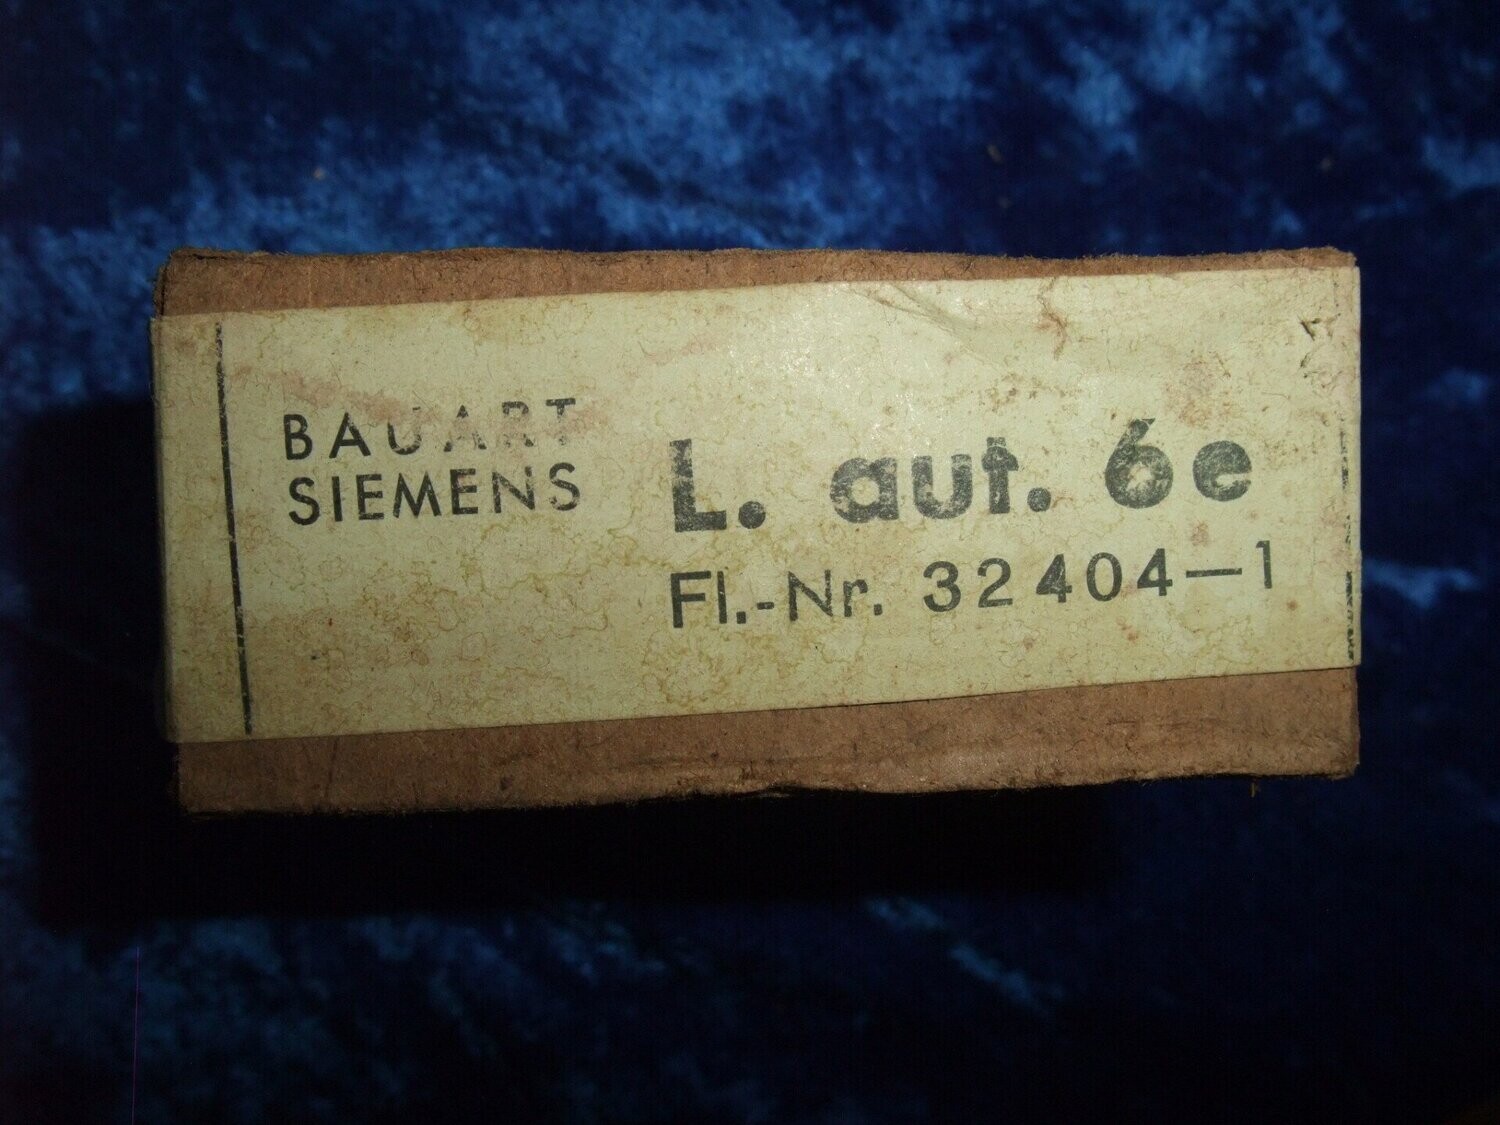 BAUART
SIEMENS
L. aut. 6e
Fl.-Nr. 32404-1